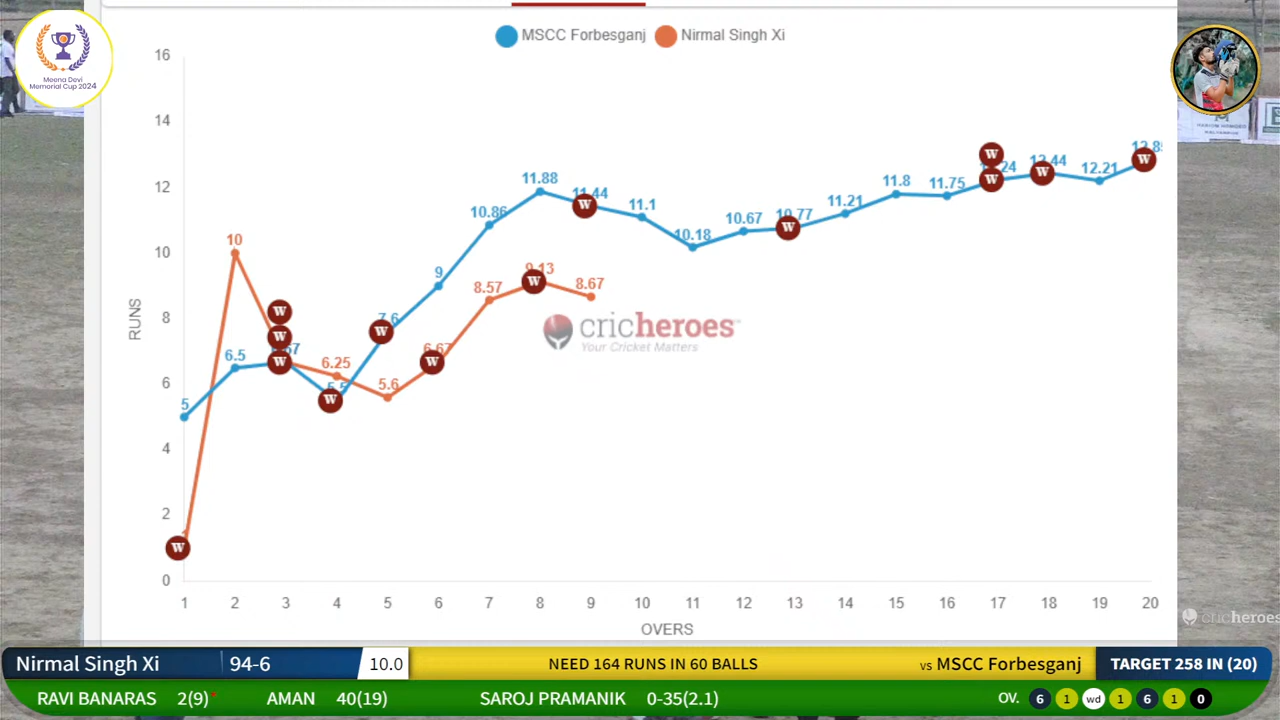 MSCC Forbesganj Nirmal Singh Xi
Meena Devi
Memorial Cup 2024
16
14
12
10
8
6
4
2
0
RUNS
5
6.5
9
10.86
11.88
11.44
11.1
10.18
10.67
10.77
11.21
11.8
11.75
12.44
12.21
10
6.25
5.6
8.57
9.13
8.67
W W W W W W W W W W W W W W
cricheroes
Your Cricket Matters
1 2 3 4 5 6 7 8 9 10 11 12 13 14 15 16 17 18 19 20
OVERS
cricheroes
Nirmal Singh Xi 94-6 10.0 NEED 164 RUNS IN 60 BALLS vs MSCC Forbesganj TARGET 258 IN (20)
RAVI BANARAS 2(9)* AMAN 40(19) SAROJ PRAMANIK 0-35(2.1) OV. 6 1 wd 1 6 1 0